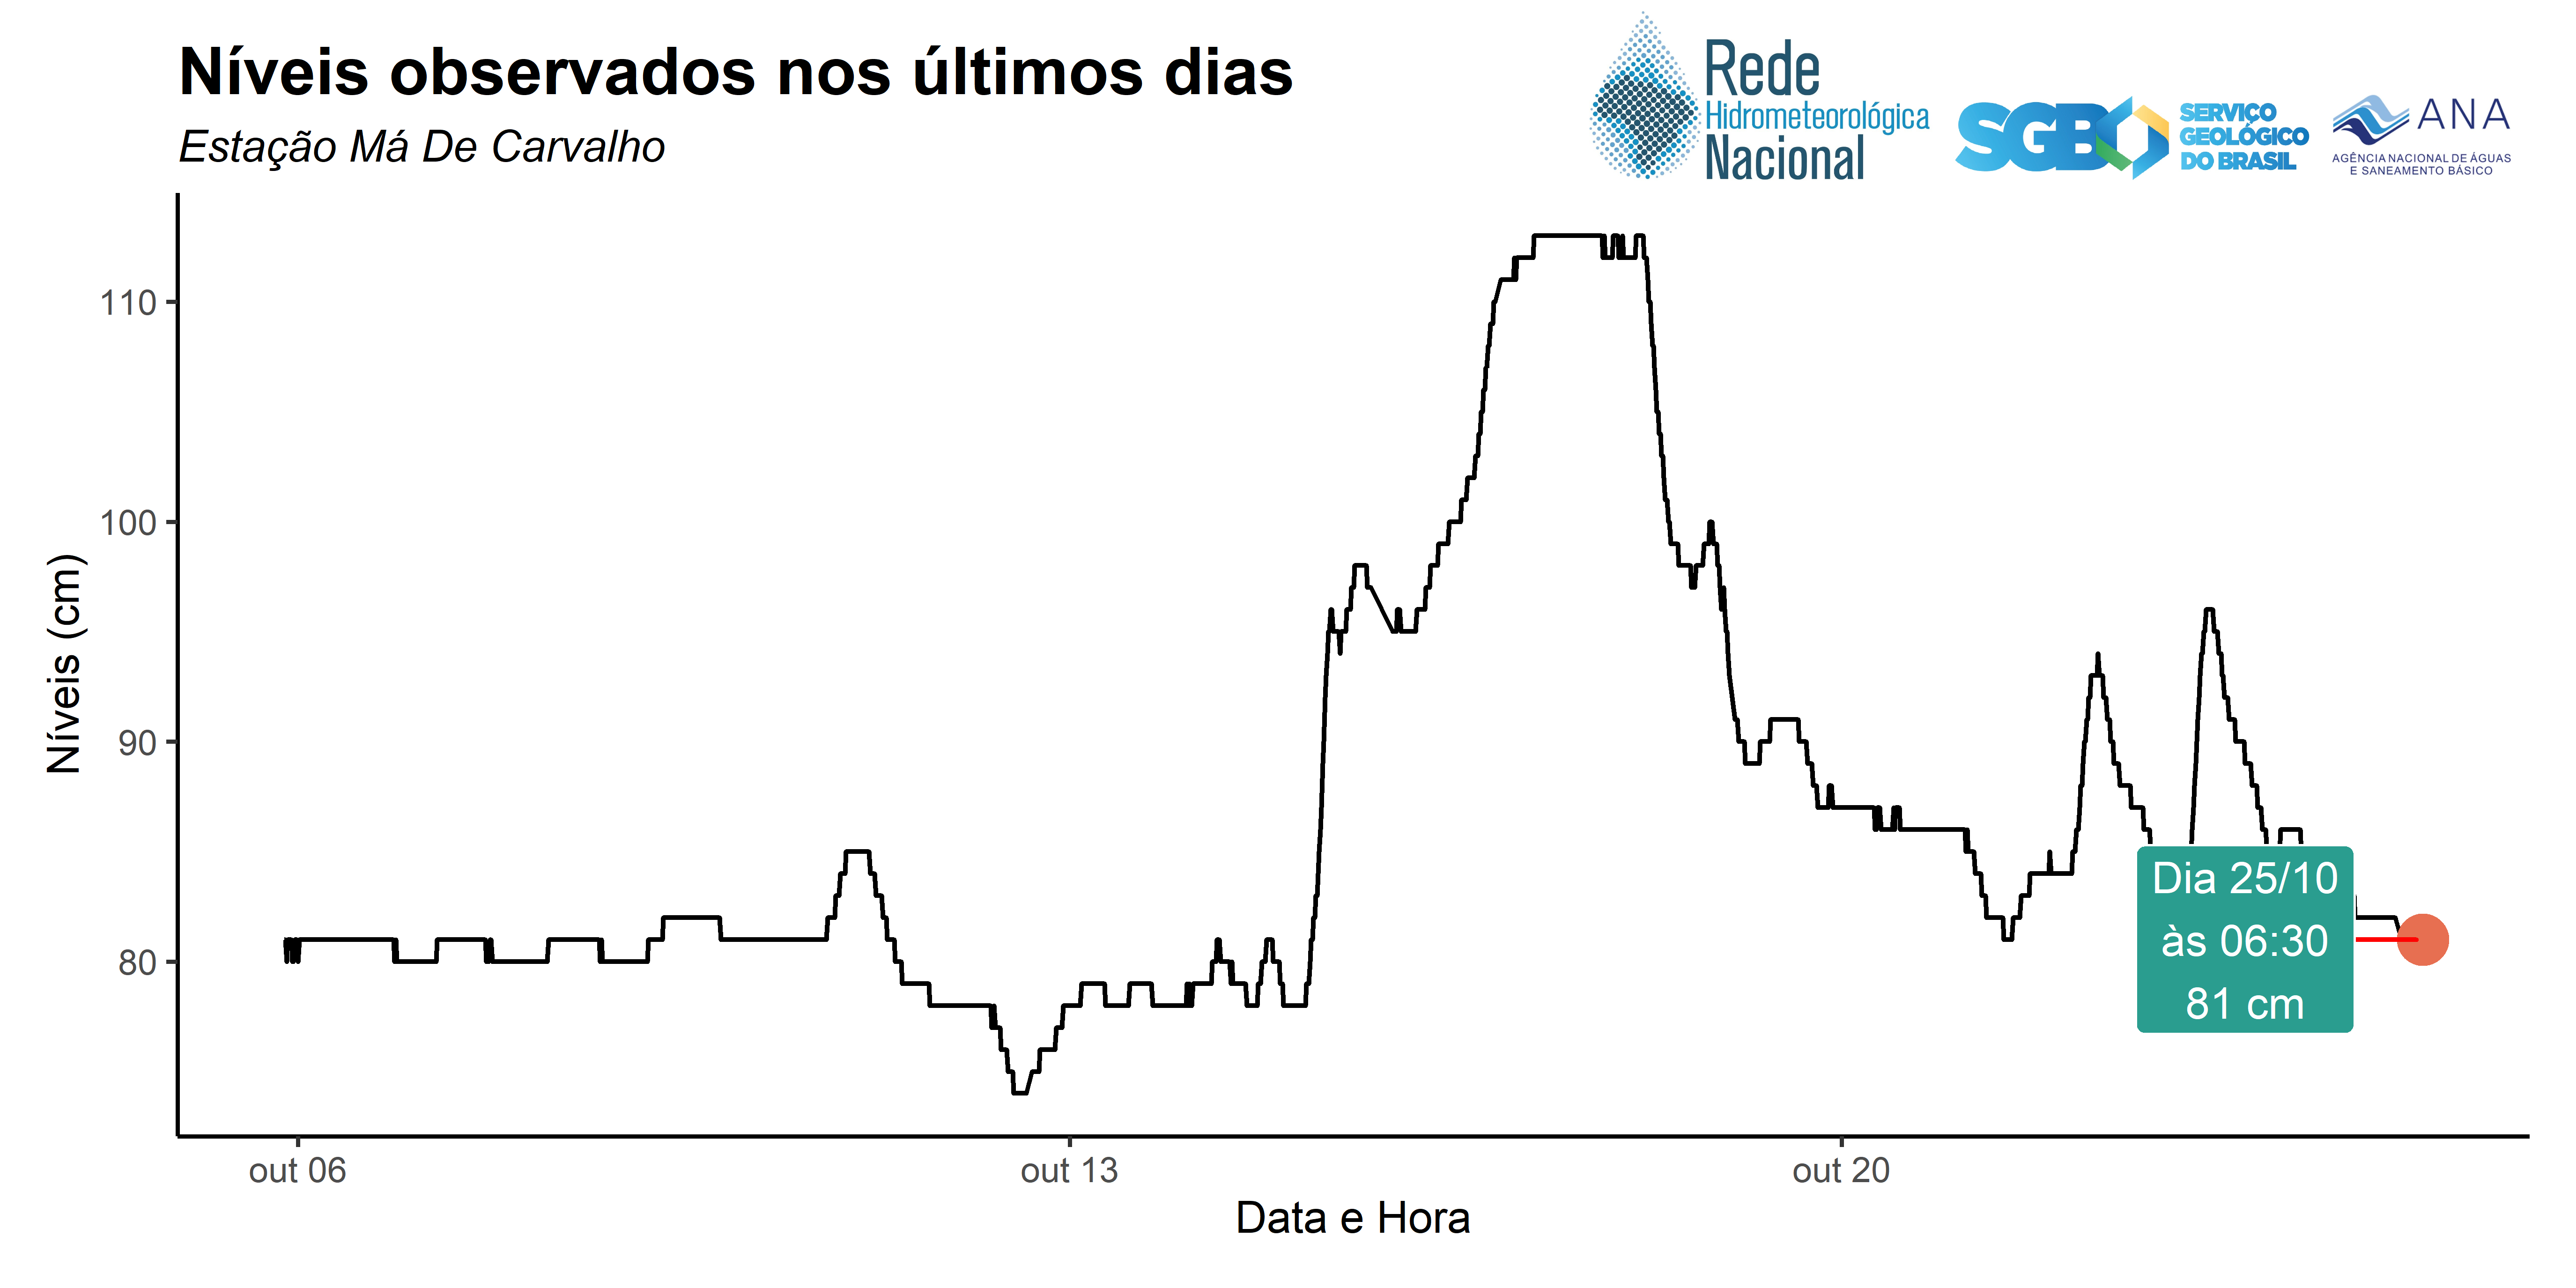 Níveis observados nos últimos dias
Estação Má De Carvalho
Rede
Hidrometeorológica
Nacional
SGB
SERVIÇO
GEOLÓGICO
DO BRASIL
ANA
AGÊNCIA NACIONAL DE ÁGUAS
E SANEAMENTO BÁSICO
Níveis (cm)
110
100
90
80
Dia 25/10
às 06:30
81 cm
out 06
out 13
out 20
Data e Hora